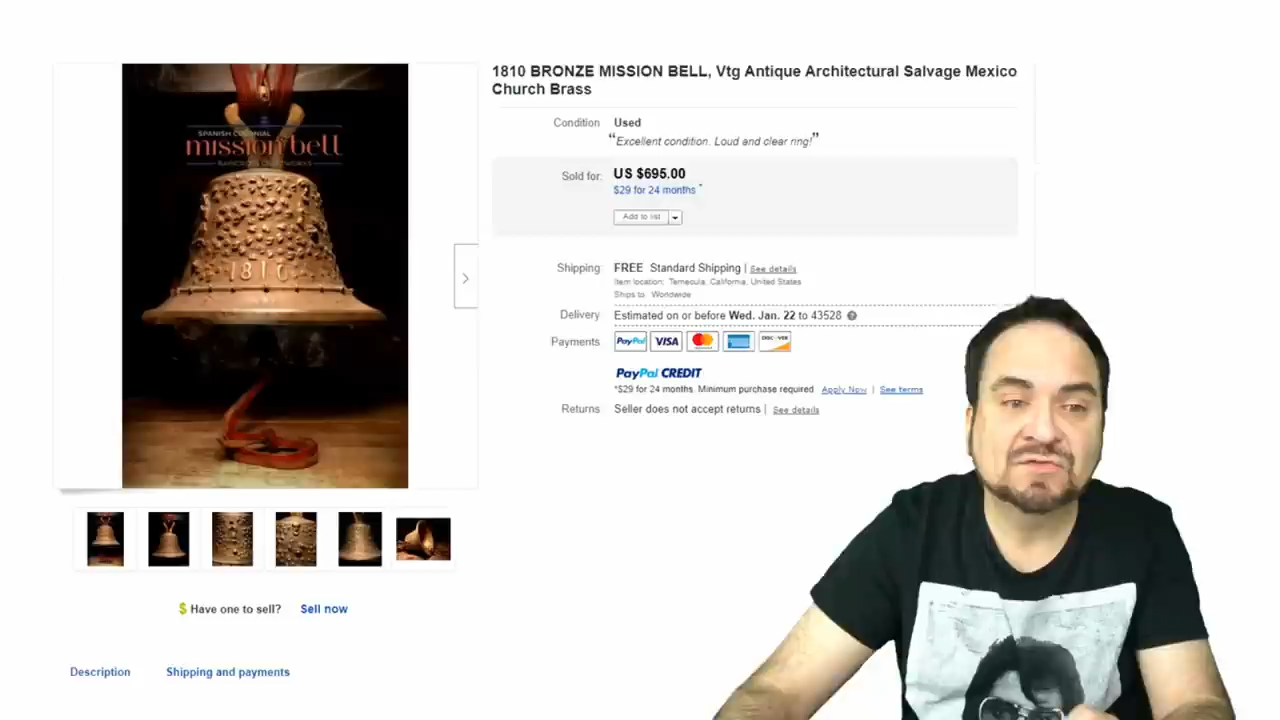 1810 BRONZE MISSION BELL, Vtg Antique Architectural Salvage Mexico
Church Brass
Condition Used
“Excellent condition. Loud and clear ring!”
Sold for: US $695.00
$29 for 24 months *
Add to list
Shipping: FREE Standard Shipping | See details
Item location: Temecula, California, United States
Ships to: Worldwide
Delivery: Estimated on or before Wed. Jan. 22 to 43528
Payments: PayPal VISA MasterCard DISCOVER
PayPal CREDIT
*$29 for 24 months. Minimum purchase required Apply Now | See terms
Returns: Seller does not accept returns | See details
SPANISH COLONIAL
mission bell
1810
$ Have one to sell? Sell now
Description Shipping and payments